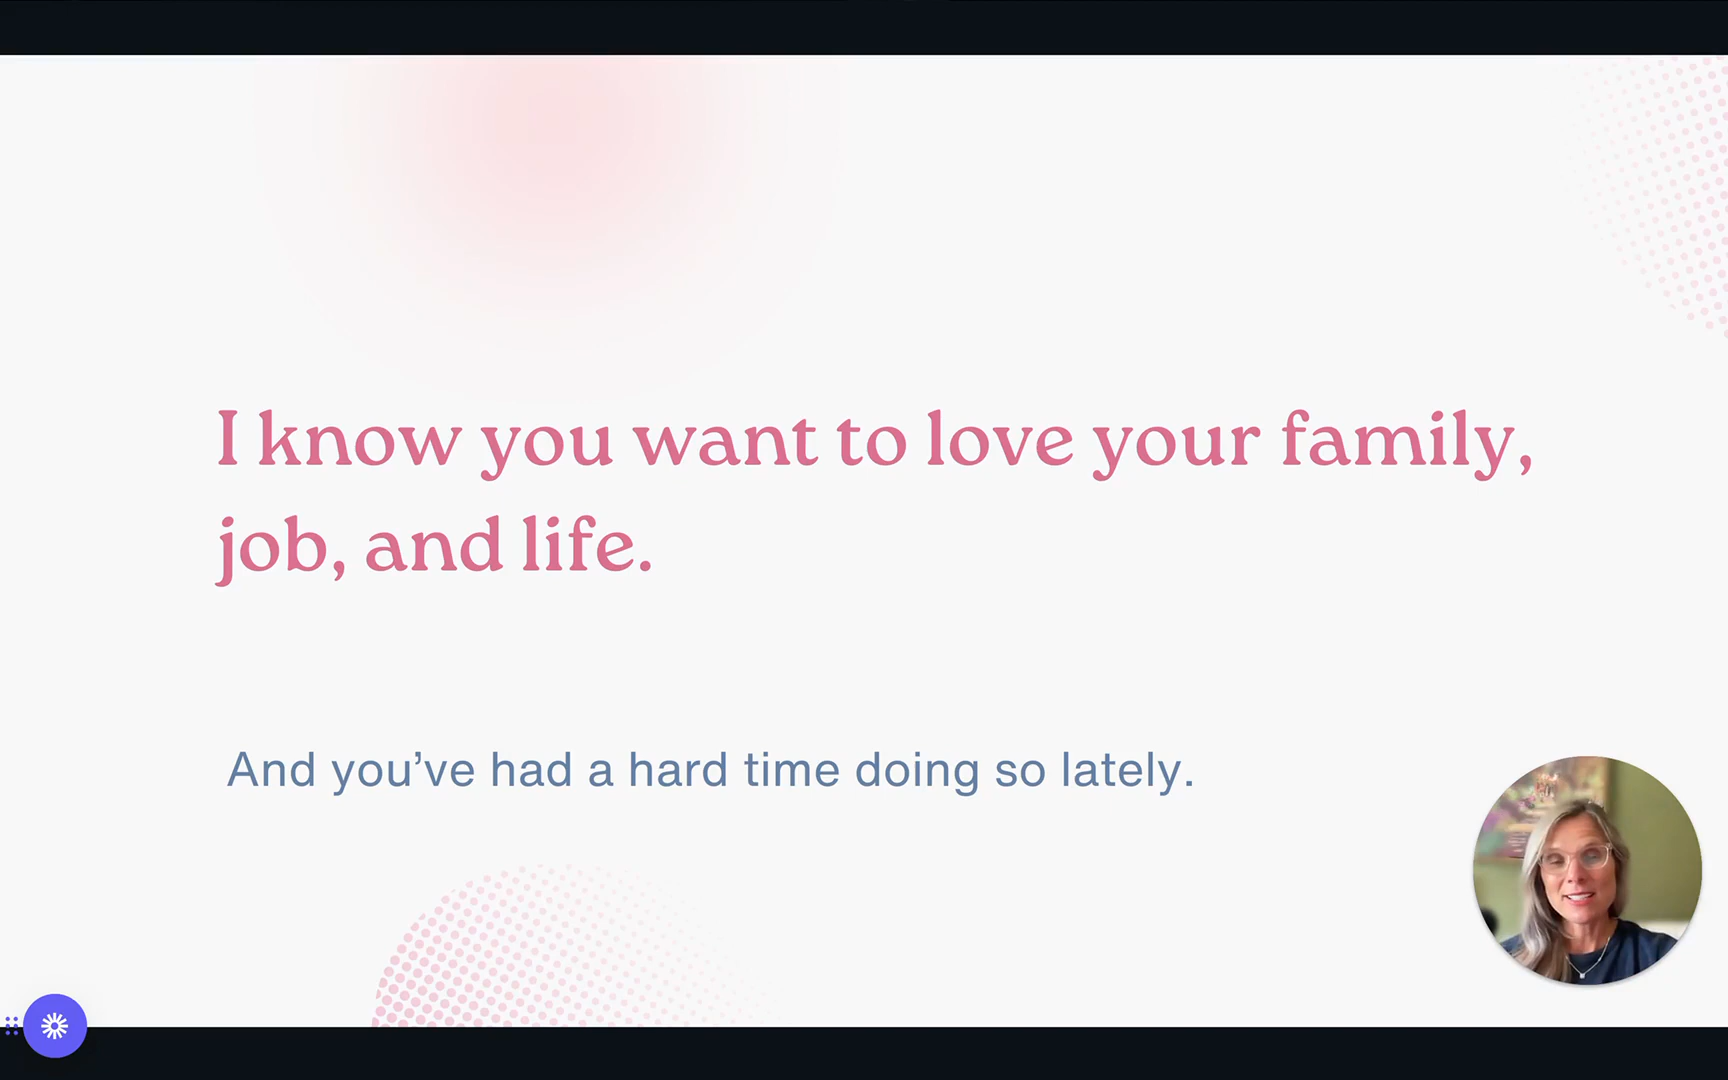 I know you want to love your family,
job, and life.
And you’ve had a hard time doing so lately.